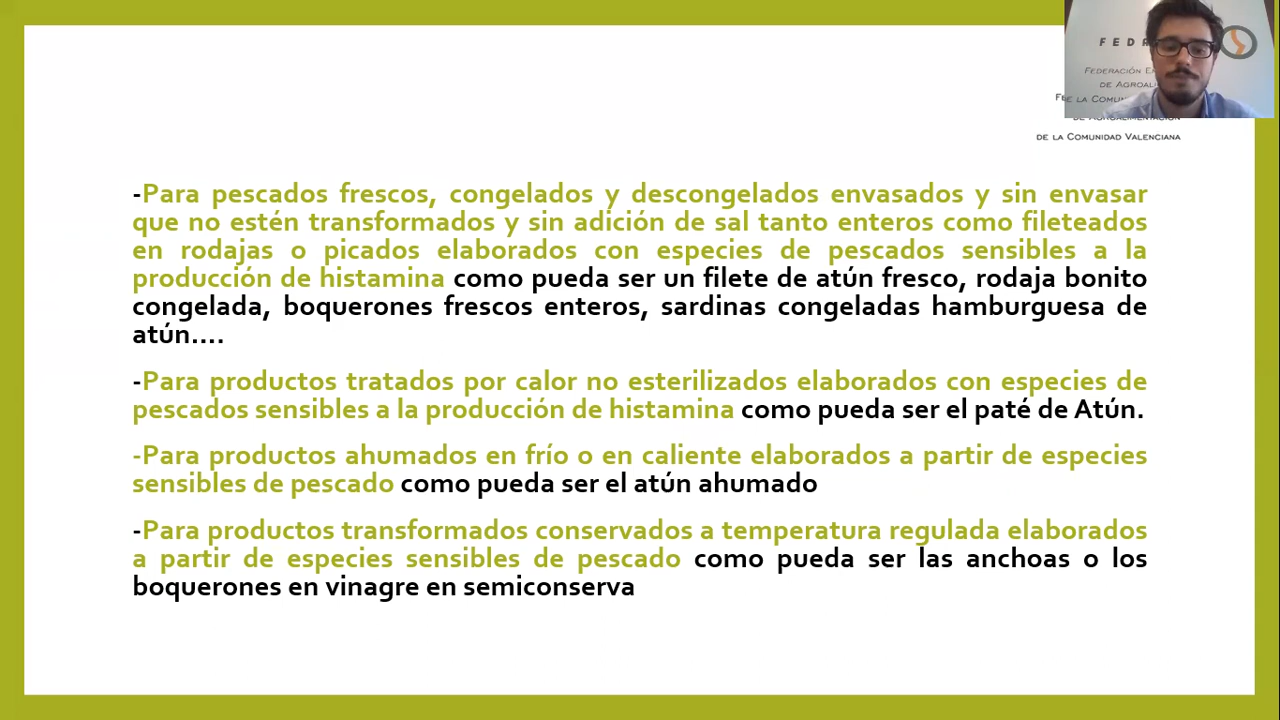 FEDA
FEDERACIÓN E
DE AGROAL
DE LA COMUN
DE AGROALIMENTACIÓN
DE LA COMUNIDAD VALENCIANA
-Para pescados frescos, congelados y descongelados envasados y sin envasar
que no estén transformados y sin adición de sal tanto enteros como fileteados
en rodajas o picados elaborados con especies de pescados sensibles a la
producción de histamina como pueda ser un filete de atún fresco, rodaja bonito
congelada, boquerones frescos enteros, sardinas congeladas hamburguesa de
atún....
-Para productos tratados por calor no esterilizados elaborados con especies de
pescados sensibles a la producción de histamina como pueda ser el paté de Atún.
-Para productos ahumados en frío o en caliente elaborados a partir de especies
sensibles de pescado como pueda ser el atún ahumado
-Para productos transformados conservados a temperatura regulada elaborados
a partir de especies sensibles de pescado como pueda ser las anchoas o los
boquerones en vinagre en semiconserva